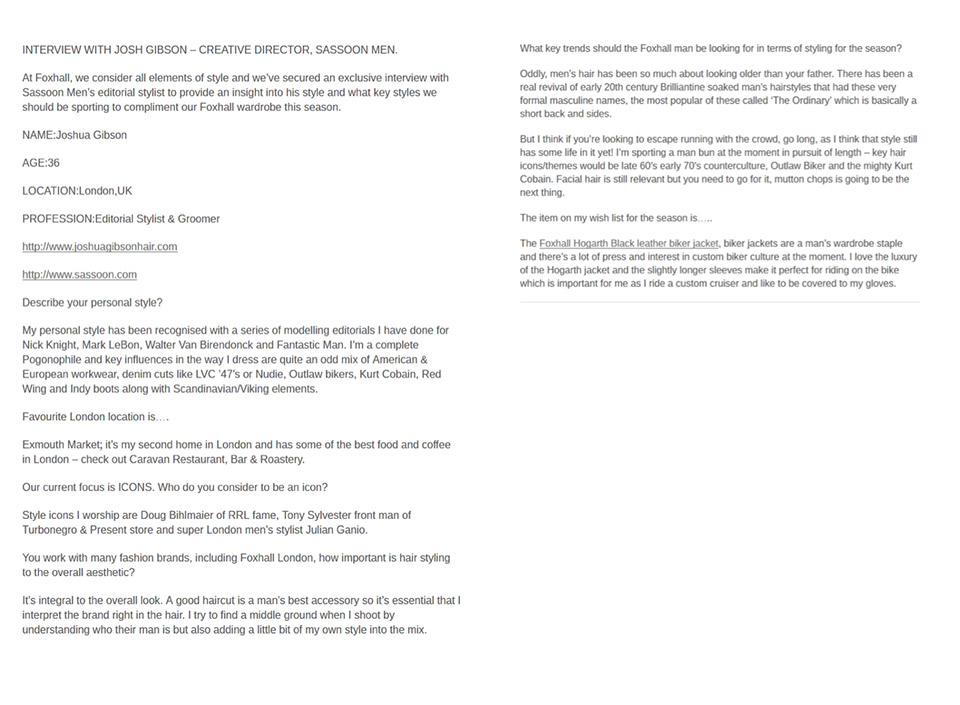 INTERVIEW WITH JOSH GIBSON – CREATIVE DIRECTOR, SASSOON MEN.
At Foxhall, we consider all elements of style and we've secured an exclusive interview with
Sassoon Men's editorial stylist to provide an insight into his style and what key styles we
should be sporting to compliment our Foxhall wardrobe this season.
NAME:Joshua Gibson
AGE:36
LOCATION:London,UK
PROFESSION:Editorial Stylist & Groomer
http://www.joshuagibsonhair.com
http://www.sassoon.com
Describe your personal style?
My personal style has been recognised with a series of modelling editorials I have done for
Nick Knight, Mark LeBon, Walter Van Birendonck and Fantastic Man. I'm a complete
Pogonophile and key influences in the way I dress are quite an odd mix of American &
European workwear, denim cuts like LVC '47's or Nudie, Outlaw bikers, Kurt Cobain, Red
Wing and Indy boots along with Scandinavian/Viking elements.
Favourite London location is….
Exmouth Market; it's my second home in London and has some of the best food and coffee
in London – check out Caravan Restaurant, Bar & Roastery.
Our current focus is ICONS. Who do you consider to be an icon?
Style icons I worship are Doug Bihlmaier of RRL fame, Tony Sylvester front man of
Turbonegro & Present store and super London men's stylist Julian Ganio.
You work with many fashion brands, including Foxhall London, how important is hair styling
to the overall aesthetic?
It's integral to the overall look. A good haircut is a man's best accessory so it's essential that I
interpret the brand right in the hair. I try to find a middle ground when I shoot by
understanding who their man is but also adding a little bit of my own style into the mix.
What key trends should the Foxhall man be looking for in terms of styling for the season?
Oddly, men's hair has been so much about looking older than your father. There has been a
real revival of early 20th century Brilliantine soaked man's hairstyles that had these very
formal masculine names, the most popular of these called 'The Ordinary' which is basically a
short back and sides.
But I think if you're looking to escape running with the crowd, go long, as I think that style still
has some life in it yet! I'm sporting a man bun at the moment in pursuit of length – key hair
icons/themes would be late 60's early 70's counterculture, Outlaw Biker and the mighty Kurt
Cobain. Facial hair is still relevant but you need to go for it, mutton chops is going to be the
next thing.
The item on my wish list for the season is…..
The Foxhall Hogarth Black leather biker jacket, biker jackets are a man's wardrobe staple
and there's a lot of press and interest in custom biker culture at the moment. I love the luxury
of the Hogarth jacket and the slightly longer sleeves make it perfect for riding on the bike
which is important for me as I ride a custom cruiser and like to be covered to my gloves.